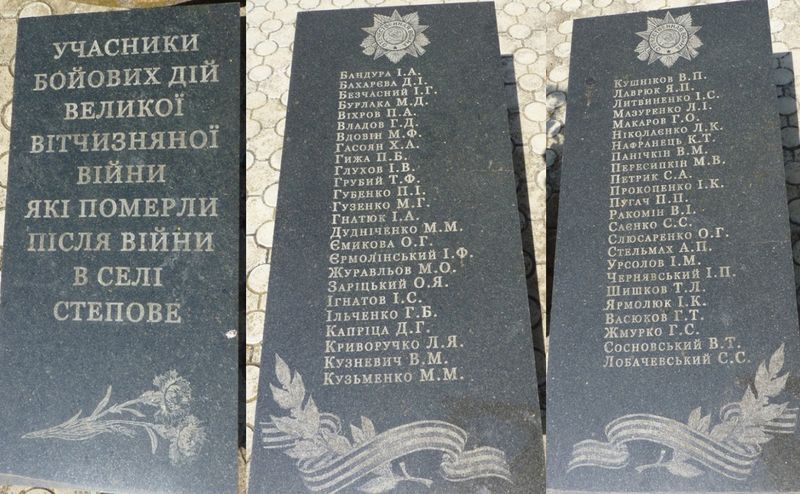 УЧАСНИКИ
БОЙОВИХ ДІЙ
ВЕЛИКОЇ
ВІТЧИЗНЯНОЇ
ВІЙНИ
ЯКІ ПОМЕРЛИ
ПІСЛЯ ВІЙНИ
В СЕЛІ
СТЕПОВЕ
БАНДУРА І.А.
БАХАРЄВА Д.І.
БЕЗЧАСНИЙ І.Г.
БУРЛАКА М.Д.
ВІХРОВ П.А.
ВЛАДОВ Г.Д.
ВЛОВІН М.Ф.
ГАСОЯН Х.А.
ГИЖА П.Б.
ГЛУХОВ І.В.
ГРУБИЙ Т.Ф.
ГУБЕНКО П.І.
ГУЗЕНКО М.Г.
ГНАТЮК І.А.
ДУДНІЧЕНКО М.М.
ЄМИКОВА О.Г.
ЄРМОЛІНСЬКИЙ І.Ф.
ЖУРАВЛЬОВ М.О.
ЗАРІЦЬКИЙ О.Я.
ІГНАТОВ І.С.
ІЛЬЧЕНКО Г.Б.
КАПРІЦА Д.Г.
КРИВОРУЧКО Л.Я.
КУЗНЕВИЧ В.М.
КУЗЬМЕНКО М.М.
КУШНІКОВ В.П.
ЛАВРЮК Я.П.
ЛИТВИНЕНКО І.С.
МАЗУРЕНКО Л.І.
МАКАРОВ Г.О.
НІКОЛАЄНКО Л.К.
НАФРАНЕЦЬ К.Т.
ПАНІЧКІН В.М.
ПЕРЕСИПКІН М.В.
ПЕТРИК С.А.
ПРОКОПЕНКО І.К.
ПУГАЧ П.П.
РАКОМІН В.І.
САЄНКО С.С.
СЛЮСАРЕНКО О.Г.
СТЕЛЬМАХ А.П.
УРСОЛОВ І.М.
ЧЕРНЯВСЬКИЙ І.П.
ШИШКОВ Т.Л.
ЯРМОЛЮК І.К.
ВАСЮХОВ Г.Т.
ЖМУРКО Г.С.
СОСНОВСЬКИЙ В.Т.
ЛОБАЧЕВСЬКИЙ С.С.